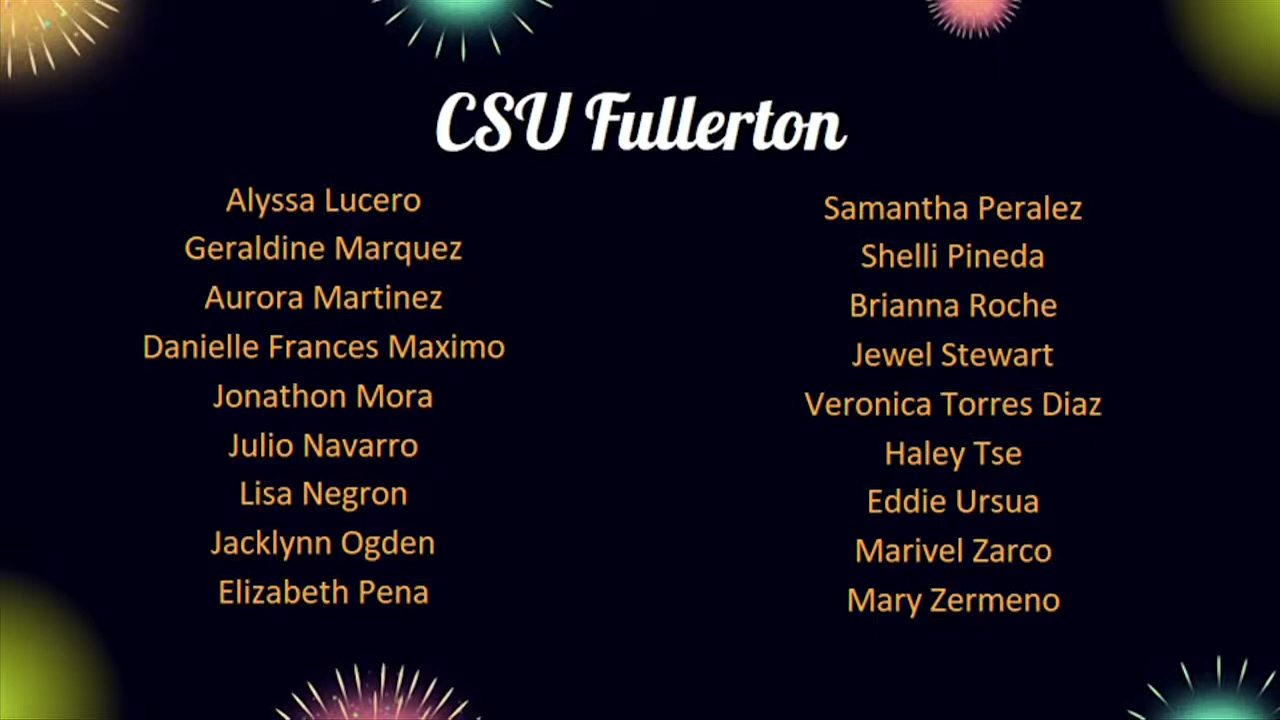 CSU Fullerton
Alyssa Lucero
Geraldine Marquez
Aurora Martinez
Danielle Frances Maximo
Jonathon Mora
Julio Navarro
Lisa Negron
Jacklynn Ogden
Elizabeth Pena
Samantha Peralez
Shelli Pineda
Brianna Roche
Jewel Stewart
Veronica Torres Diaz
Haley Tse
Eddie Ursua
Marivel Zarco
Mary Zermeno